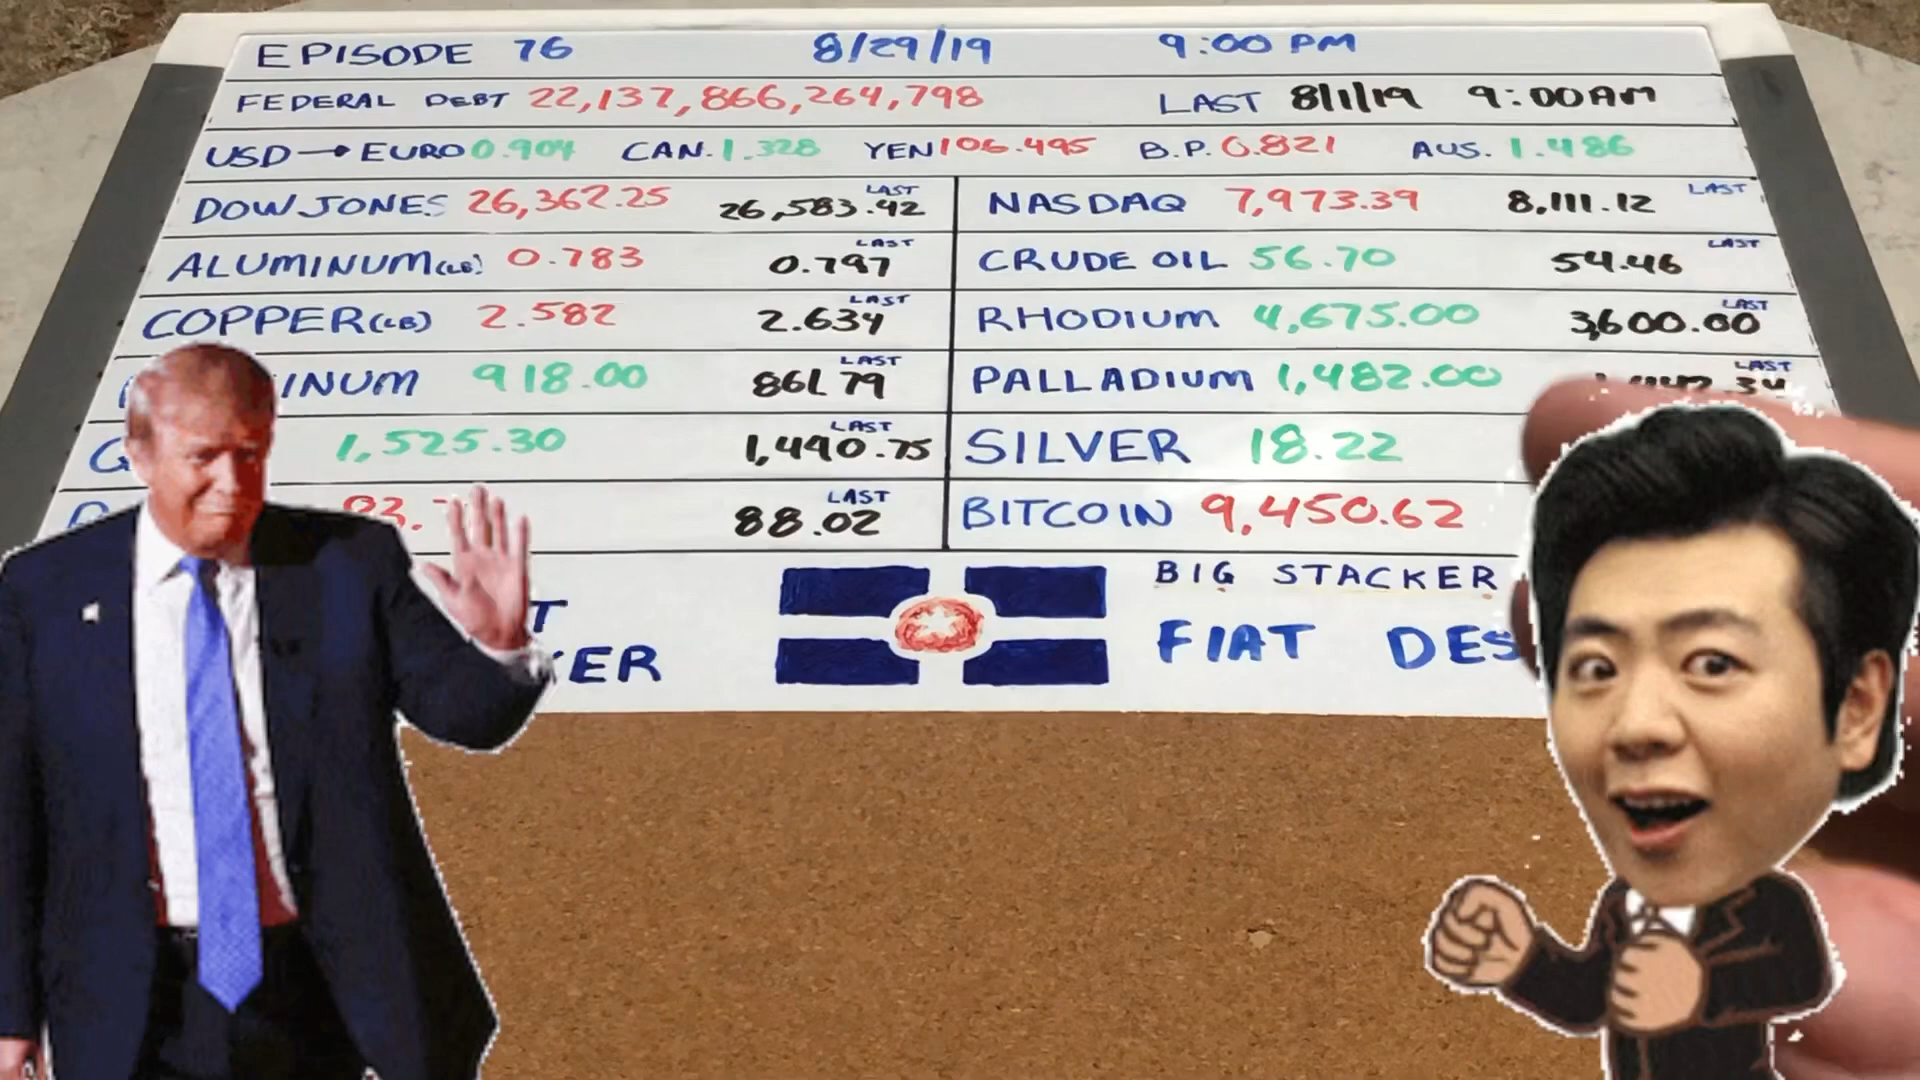 EPISODE 76 8/29/19 9:00 PM
FEDERAL DEBT 22,137,866,264,798 LAST 8/1/19 9:00AM
USD → EURO 0.904 CAN. 1.328 YEN 106.495 B.P. 0.821 AUS. 1.486
DOW JONES 26,362.25 LAST 26,583.42 NASDAQ 7,973.39 LAST 8,111.12
ALUMINUM (LB) 0.783 LAST 0.797 CRUDE OIL 56.70 LAST 54.46
COPPER (LB) 2.582 LAST 2.634 RHODIUM 4,675.00 LAST 3,600.00
INUM 918.00 LAST 861.79 PALLADIUM 1,482.00 LAST
1,525.30 LAST 1,440.75 SILVER 18.22
LAST 88.02 BITCOIN 9,450.62
BIG STACKER
T FIAT DES
KER